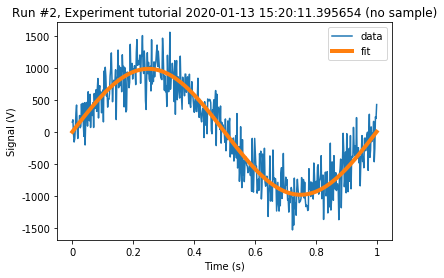 Run #2, Experiment tutorial 2020-01-13 15:20:11.395654 (no sample)
data
fit
1500
1000
500
0
-500
-1000
-1500
Signal (V)
0
0.2
0.4
0.6
0.8
1
Time (s)